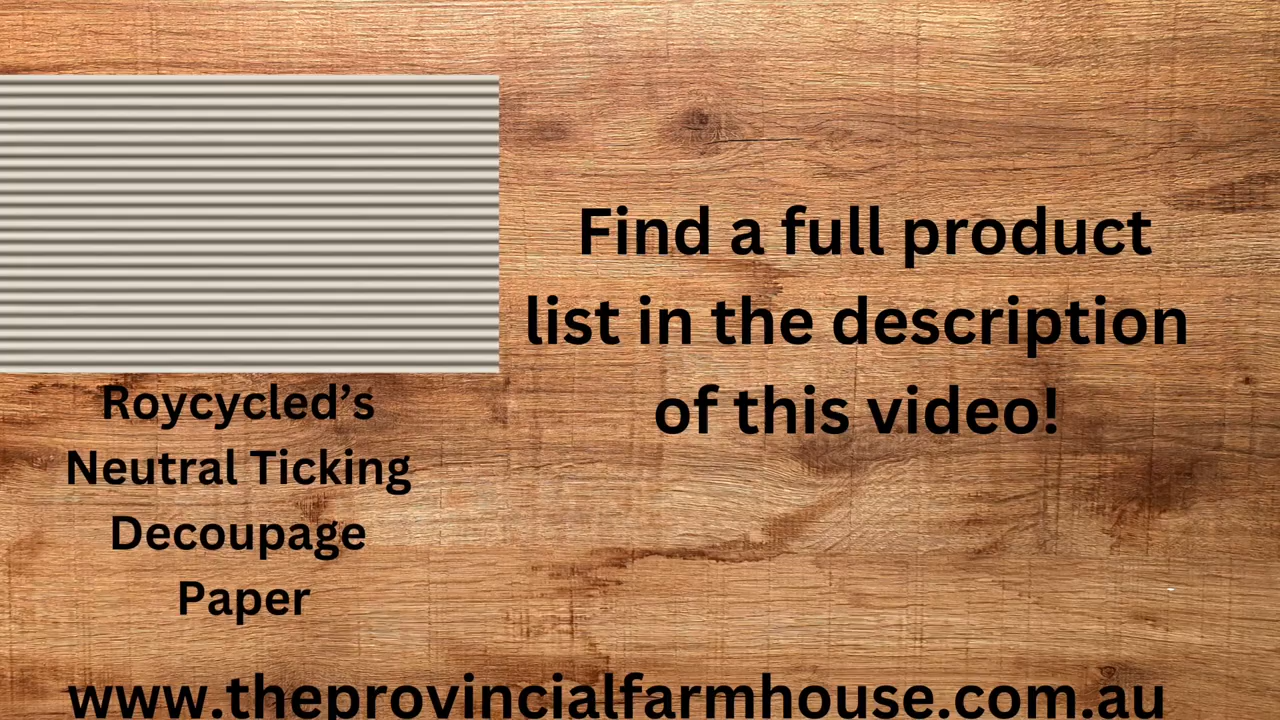 Find a full product
list in the description
of this video!
Roycycled’s
Neutral Ticking
Decoupage
Paper
www.theprovincialfarmhouse.com.au